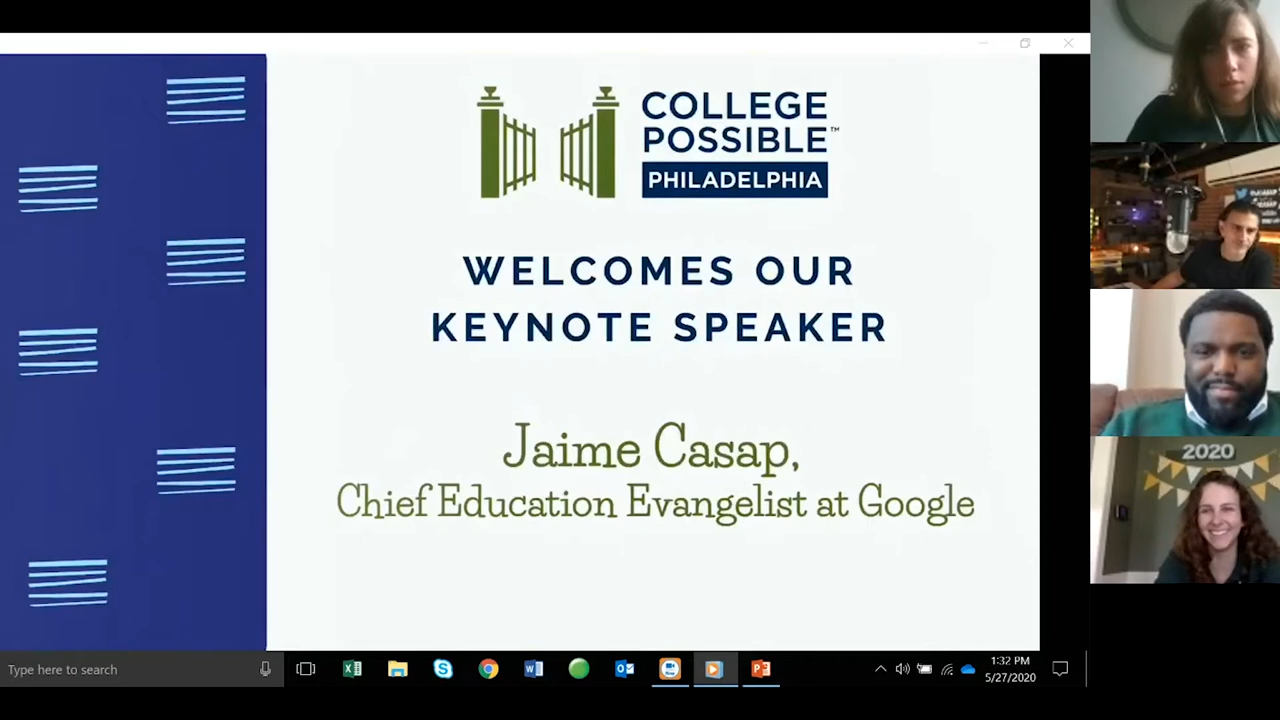 COLLEGE
POSSIBLE™
PHILADELPHIA
WELCOMES OUR
KEYNOTE SPEAKER
Jaime Casap,
Chief Education Evangelist at Google
2020
Type here to search
1:32 PM
5/27/2020